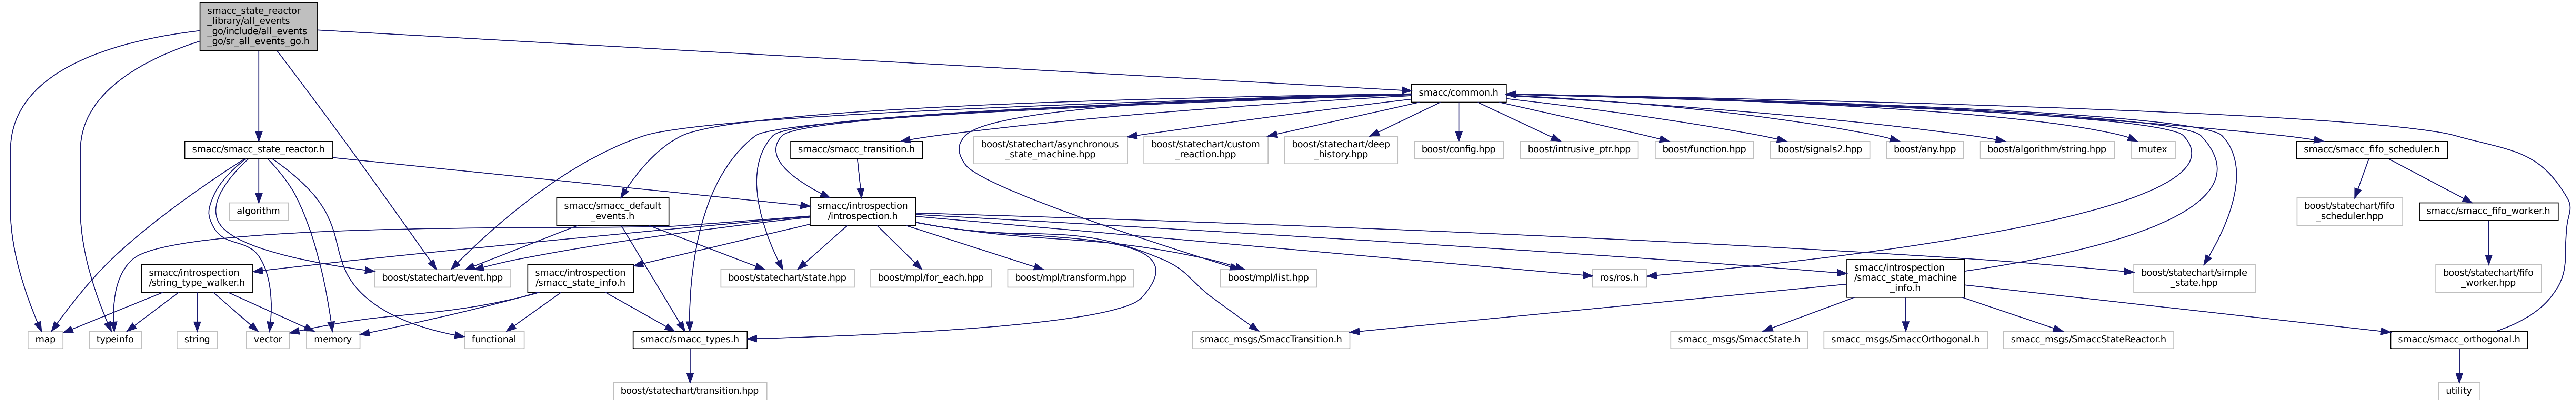 smacc_state_reactor
_library/all_events
_go/include/all_events
_go/sr_all_events_go.h
smacc/common.h
smacc/smacc_state_reactor.h
smacc/smacc_transition.h
boost/statechart/asynchronous
_state_machine.hpp
boost/statechart/custom
_reaction.hpp
boost/statechart/deep
_history.hpp
boost/config.hpp
boost/intrusive_ptr.hpp
boost/function.hpp
boost/signals2.hpp
boost/any.hpp
boost/algorithm/string.hpp
mutex
smacc/smacc_fifo_scheduler.h
algorithm
smacc/smacc_default
_events.h
smacc/introspection
/introspection.h
boost/statechart/fifo
_scheduler.hpp
smacc/smacc_fifo_worker.h
smacc/introspection
/string_type_walker.h
boost/statechart/event.hpp
smacc/introspection
/smacc_state_info.h
boost/statechart/state.hpp
boost/mpl/for_each.hpp
boost/mpl/transform.hpp
boost/mpl/list.hpp
ros/ros.h
smacc/introspection
/smacc_state_machine
_info.h
boost/statechart/simple
_state.hpp
boost/statechart/fifo
_worker.hpp
map
typeinfo
string
vector
memory
functional
smacc/smacc_types.h
smacc_msgs/SmaccTransition.h
smacc_msgs/SmaccState.h
smacc_msgs/SmaccOrthogonal.h
smacc_msgs/SmaccStateReactor.h
smacc/smacc_orthogonal.h
boost/statechart/transition.hpp
utility